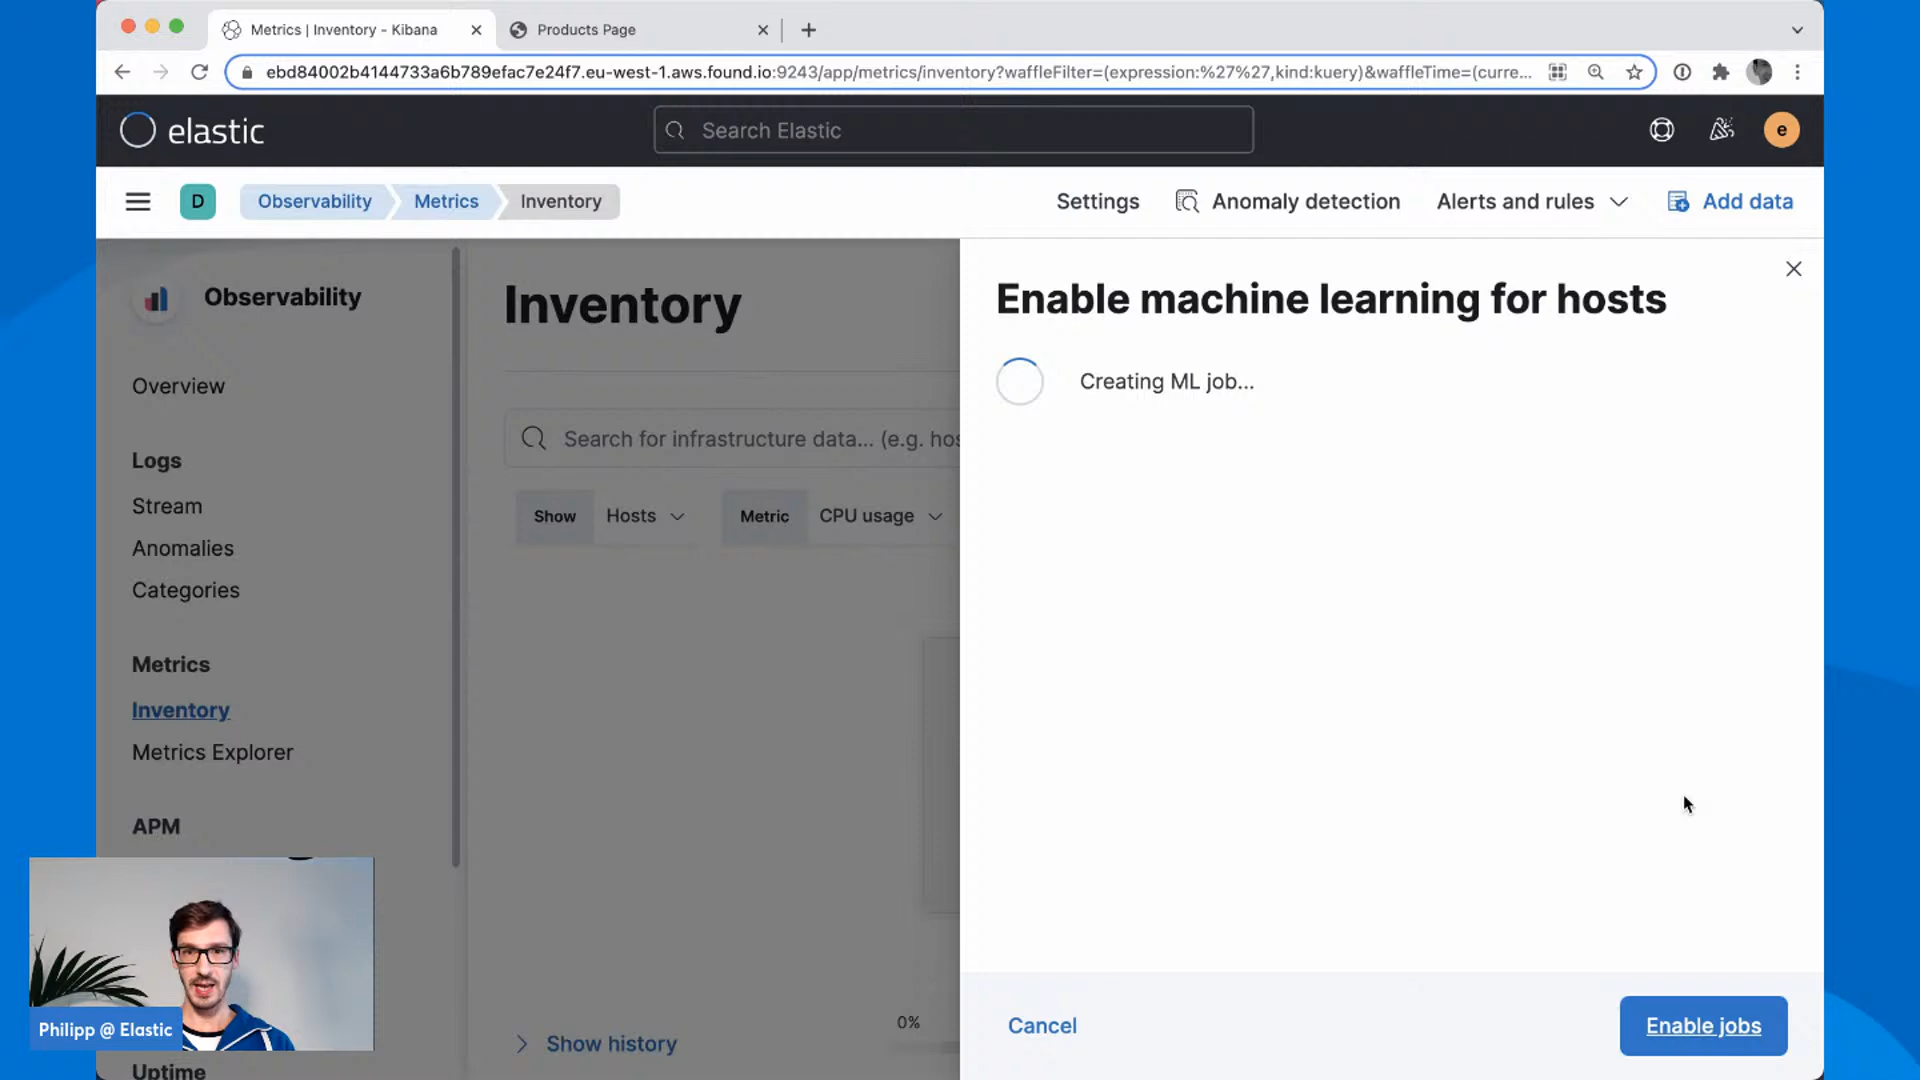 Metrics | Inventory - Kibana
Products Page
ebd84002b4144733a6b789efac7e24f7.eu-west-1.aws.found.io:9243/app/metrics/inventory?waffleFilter=(expression:%27%27,kind:kuery)&waffleTime=(curre...
elastic
Search Elastic
e
D
Observability
Metrics
Inventory
Settings
Anomaly detection
Alerts and rules
Add data
Observability
Overview
Logs
Stream
Anomalies
Categories
Metrics
Inventory
Metrics Explorer
APM
Uptime
Inventory
Search for infrastructure data... (e.g. hos
Show Hosts
Metric CPU usage
0%
Show history
Enable machine learning for hosts
Creating ML job...
Cancel
Enable jobs
Philipp @ Elastic